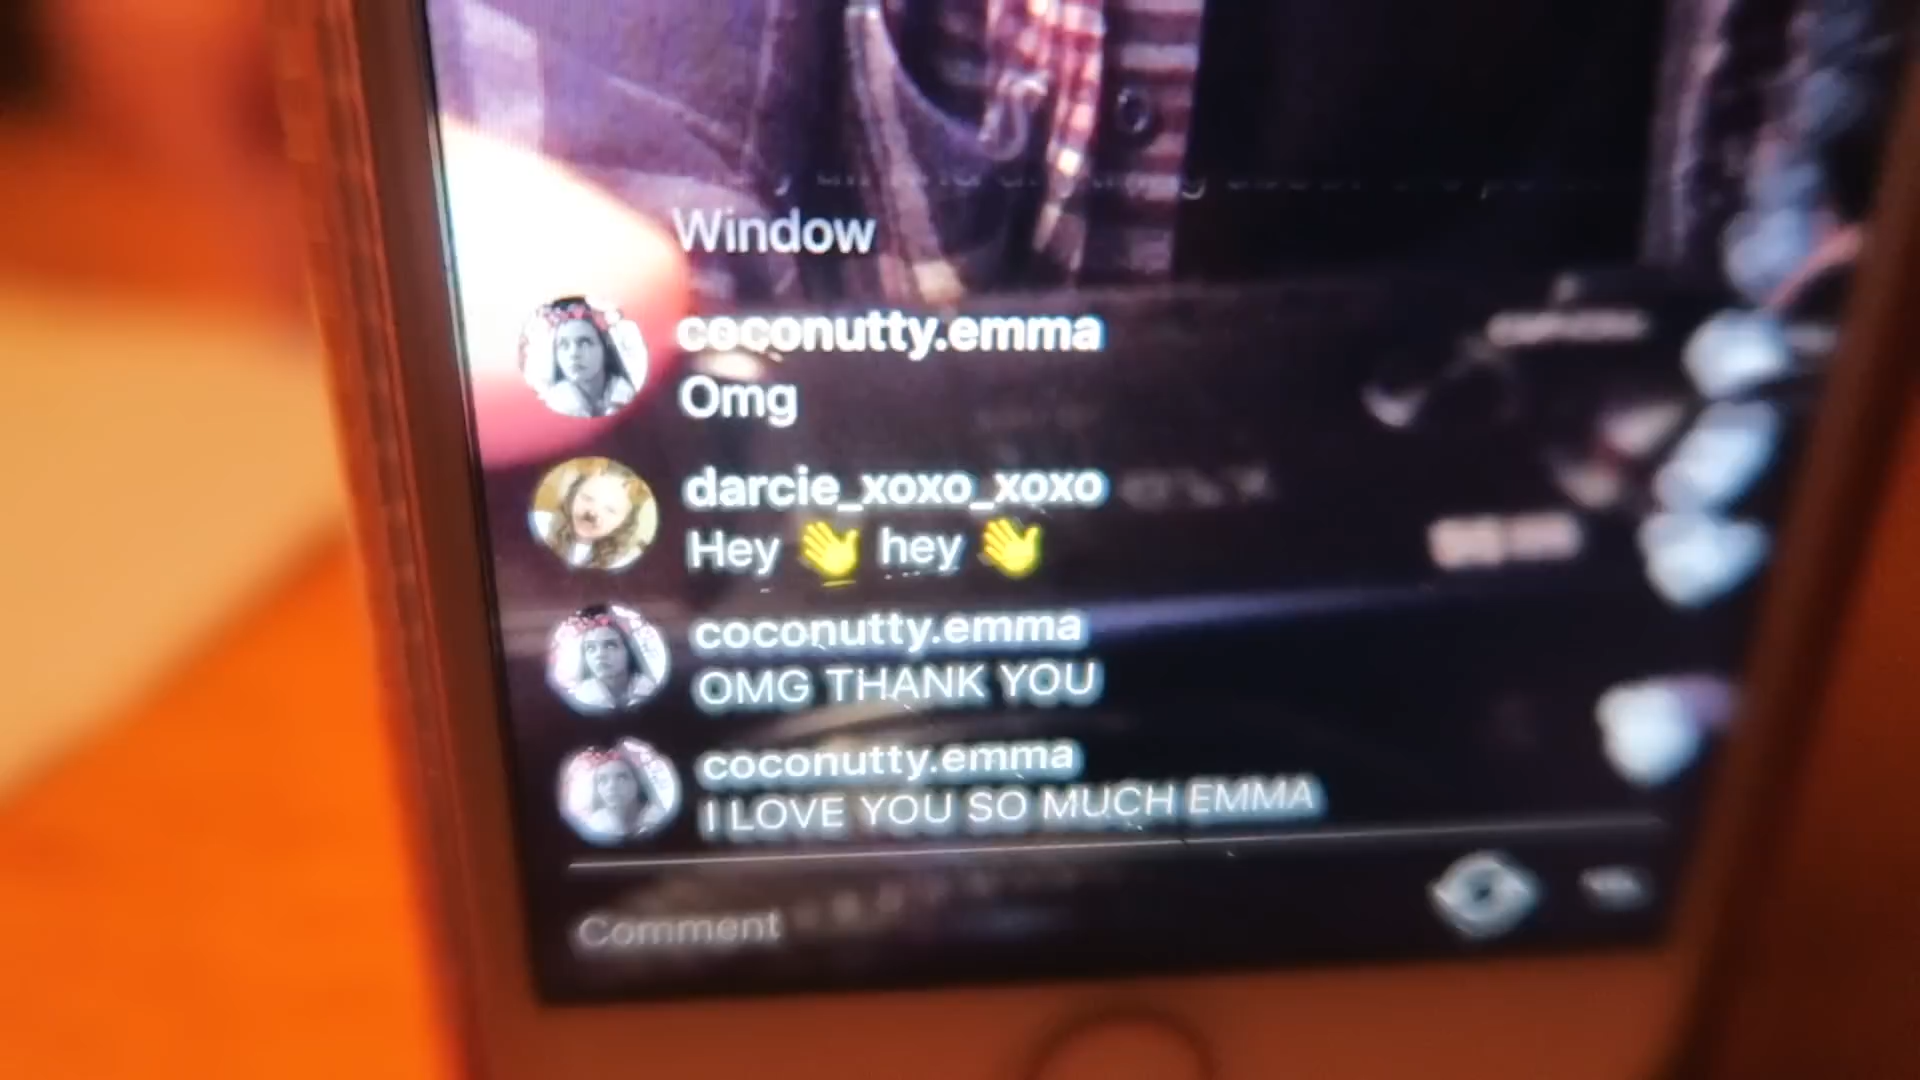 Window
coconutty.emma
Omg
darcie_xoxo_xoxo
Hey 👋 hey 👋
coconutty.emma
OMG THANK YOU
coconutty.emma
I LOVE YOU SO MUCH EMMA
Comment